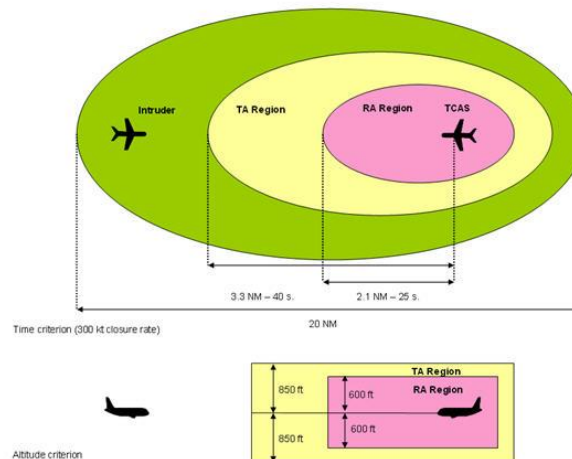 Intruder
TA Region
RA Region
TCAS
3.3 NM – 40 s.
2.1 NM – 25 s.
20 NM
Time criterion (300 kt closure rate)
TA Region
RA Region
850 ft
600 ft
600 ft
850 ft
Altitude criterion